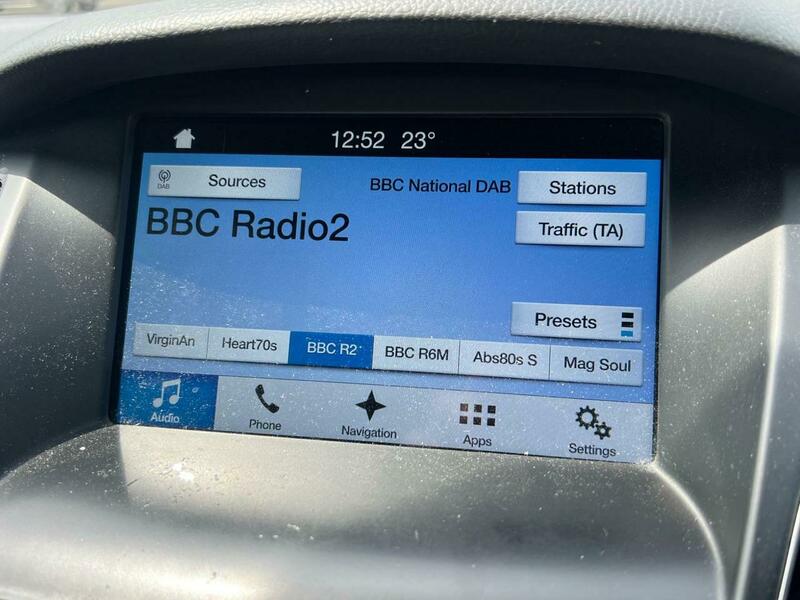 12:52 23°
DAB Sources
BBC National DAB
Stations
BBC Radio2
Traffic (TA)
Presets
VirginAn
Heart70s
BBC R2
BBC R6M
Abs80s S
Mag Soul
Audio
Phone
Navigation
Apps
Settings